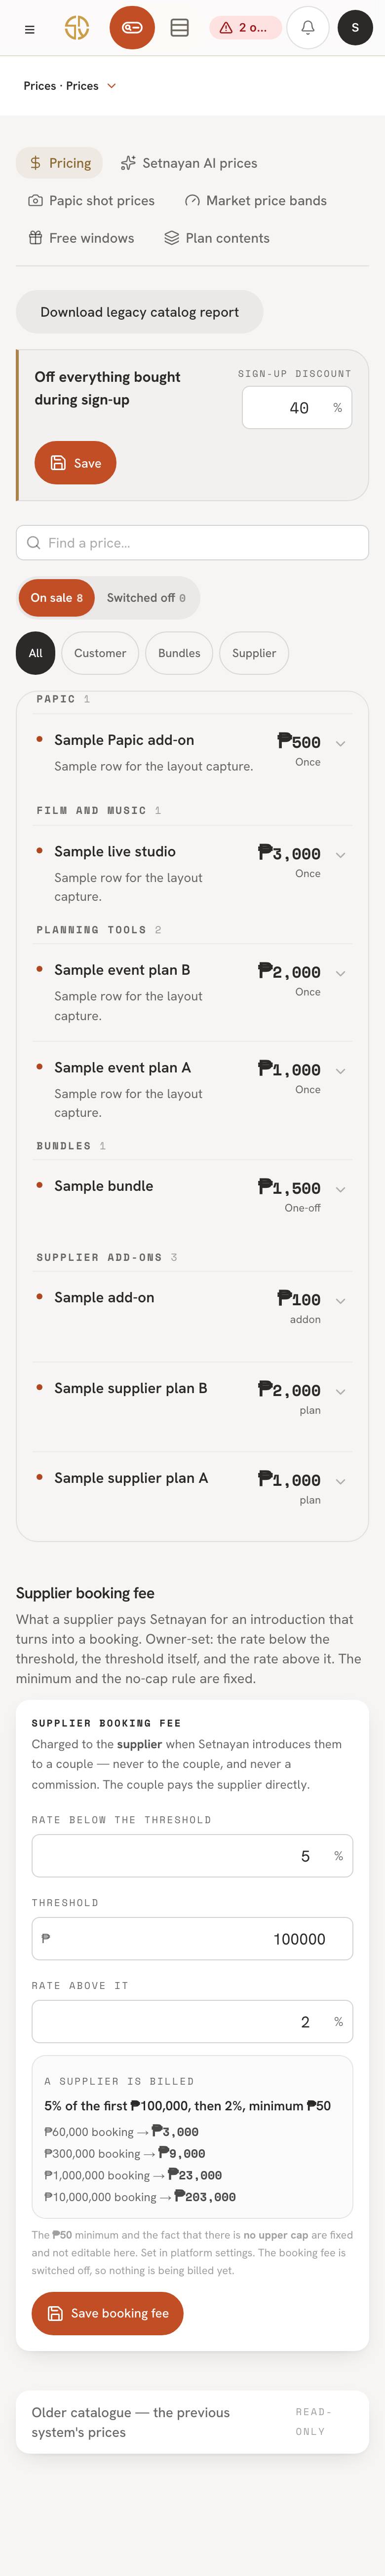 2 o...
S
Prices · Prices
Pricing
Setnayan AI prices
Papic shot prices
Market price bands
Free windows
Plan contents
Download legacy catalog report
Off everything bought
during sign-up
SIGN-UP DISCOUNT
40 %
Save
Find a price...
On sale 8
Switched off 0
All
Customer
Bundles
Supplier
PAPIC 1
Sample Papic add-on
₱500
Sample row for the layout capture.
Once
FILM AND MUSIC 1
Sample live studio
₱3,000
Once
Sample row for the layout
capture.
PLANNING TOOLS 2
Sample event plan B
₱2,000
Once
Sample row for the layout
capture.
Sample event plan A
₱1,000
Once
Sample row for the layout
capture.
BUNDLES 1
Sample bundle
₱1,500
One-off
SUPPLIER ADD-ONS 3
Sample add-on
₱100
addon
Sample supplier plan B
₱2,000
plan
Sample supplier plan A
₱1,000
plan
Supplier booking fee
What a supplier pays Setnayan for an introduction that
turns into a booking. Owner-set: the rate below the
threshold, the threshold itself, and the rate above it. The
minimum and the no-cap rule are fixed.
SUPPLIER BOOKING FEE
Charged to the supplier when Setnayan introduces them
to a couple — never to the couple, and never a
commission. The couple pays the supplier directly.
RATE BELOW THE THRESHOLD
5 %
THRESHOLD
₱ 100000
RATE ABOVE IT
2 %
A SUPPLIER IS BILLED
5% of the first ₱100,000, then 2%, minimum ₱50
₱60,000 booking → ₱3,000
₱300,000 booking → ₱9,000
₱1,000,000 booking → ₱23,000
₱10,000,000 booking → ₱203,000
The ₱50 minimum and the fact that there is no upper cap are fixed
and not editable here. Set in platform settings. The booking fee is
switched off, so nothing is being billed yet.
Save booking fee
Older catalogue — the previous
system's prices
READ-
ONLY